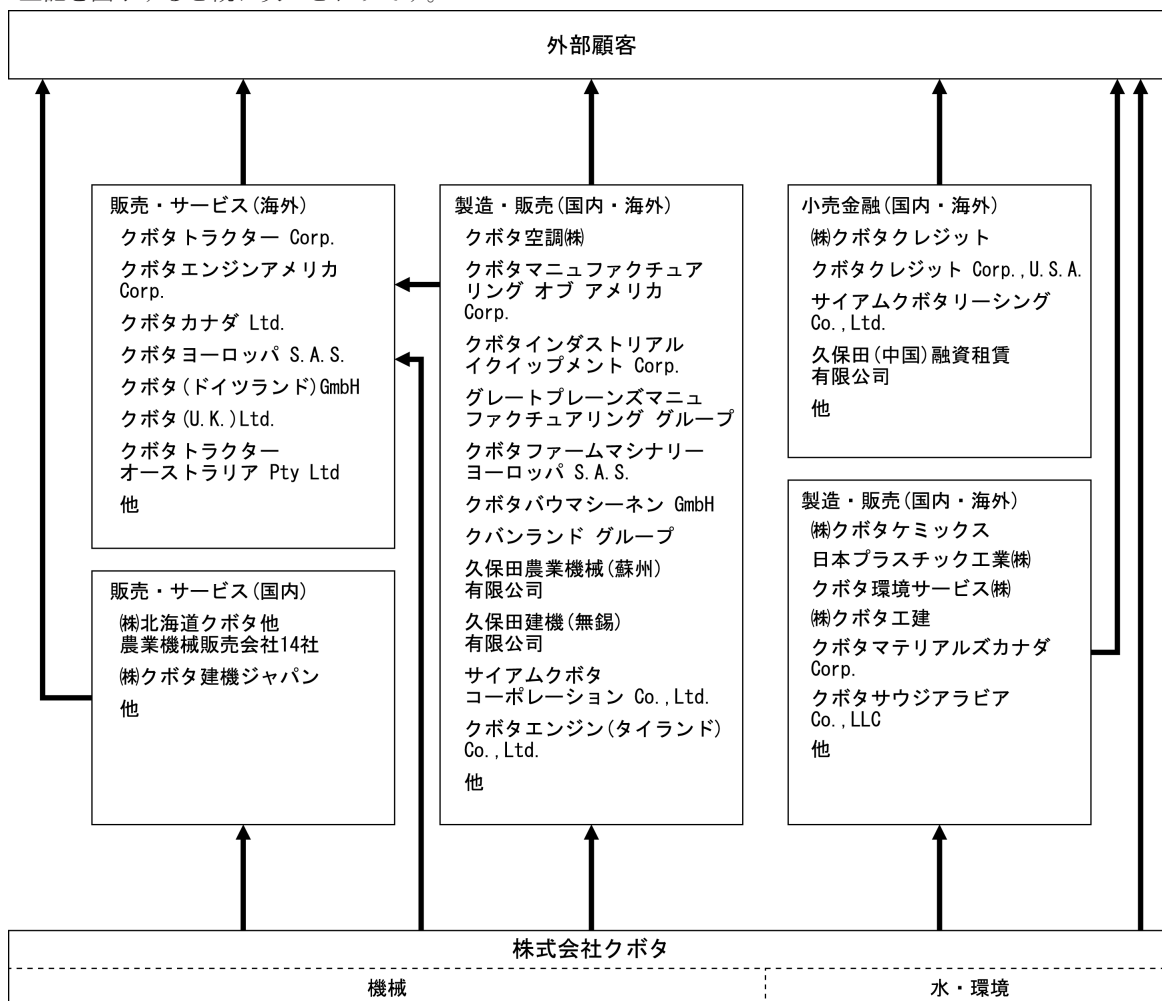 外部顧客
販売・サービス(海外)
クボタトラクター Corp.
クボタエンジンアメリカ
Corp.
クボタカナダ Ltd.
クボタヨーロッパ S.A.S.
クボタ(ドイツランド)GmbH
クボタ(U.K.)Ltd.
クボタトラクター
オーストラリア Pty Ltd
他
販売・サービス(国内)
㈱北海道クボタ他
農業機械販売会社14社
㈱クボタ建機ジャパン
他
製造・販売(国内・海外)
クボタ空調㈱
クボタマニュファクチュア
リング オブ アメリカ
Corp.
クボタインダストリアル
イクイップメント Corp.
グレートプレーンズマニュ
ファクチュアリング グループ
クボタファームマシナリー
ヨーロッパ S.A.S.
クボタバウマシーネン GmbH
クバンランド グループ
久保田農業機械(蘇州)
有限公司
久保田建機(無錫)
有限公司
サイアムクボタ
コーポレーション Co.,Ltd.
クボタエンジン(タイランド)
Co.,Ltd.
他
小売金融(国内・海外)
㈱クボタクレジット
クボタクレジット Corp.,U.S.A.
サイアムクボタリーシング
Co.,Ltd.
久保田(中国)融資租賃
有限公司
他
製造・販売(国内・海外)
㈱クボタケミックス
日本プラスチック工業㈱
クボタ環境サービス㈱
㈱クボタ工建
クボタマテリアルズカナダ
Corp.
クボタサウジアラビア
Co.,LLC
他
株式会社クボタ
機械
水・環境